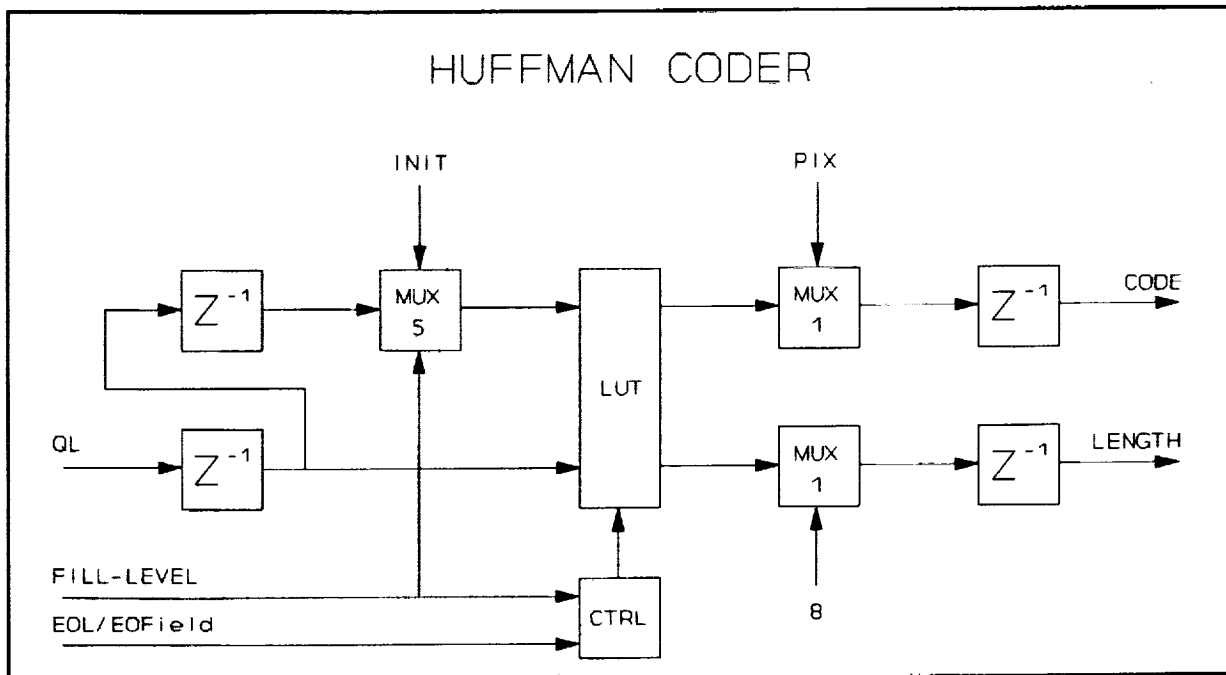 HUFFMAN CODER
INIT
PIX
Z⁻¹
MUX
5
LUT
MUX
1
Z⁻¹
CODE
QL
Z⁻¹
MUX
1
Z⁻¹
LENGTH
FILL-LEVEL
EOL/EOField
CTRL
8